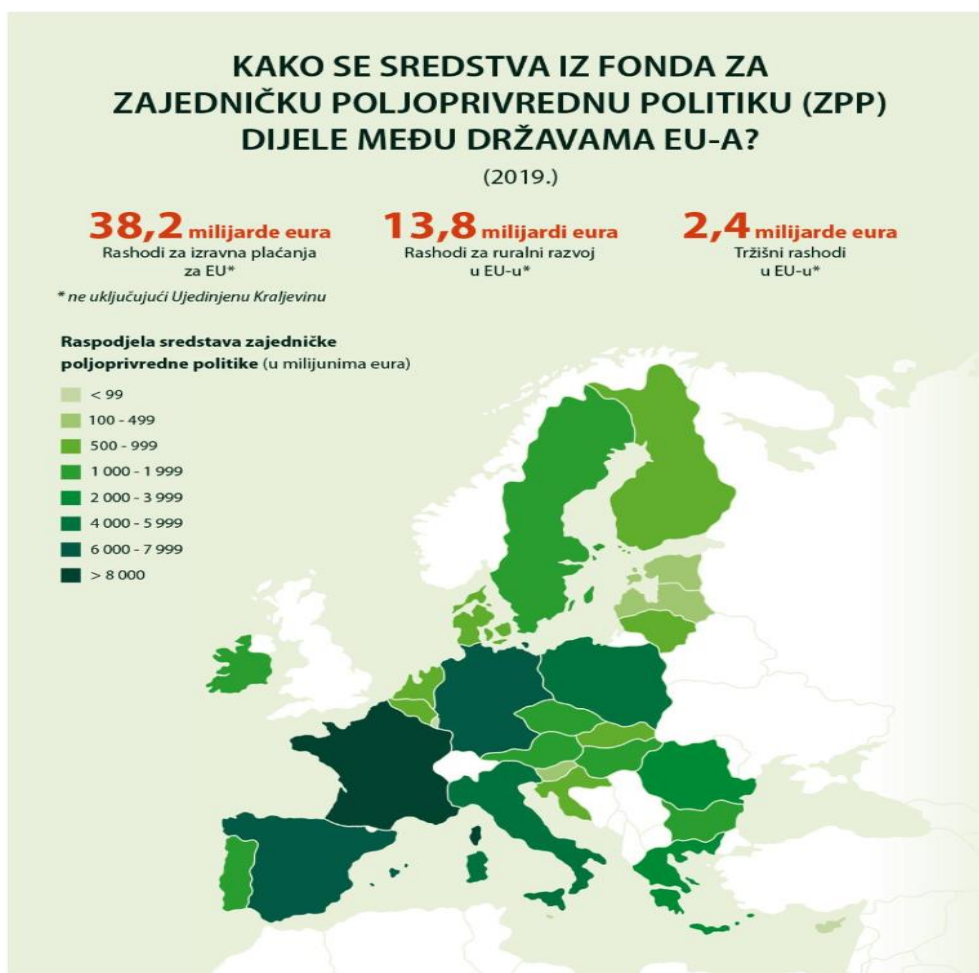 KAKO SE SREDSTVA IZ FONDA ZA
ZAJEDNIČKU POLJOPRIVREDNU POLITIKU (ZPP)
DIJELE MEĐU DRŽAVAMA EU-A?
(2019.)
38,2 milijarde eura
Rashodi za izravna plaćanja
za EU*
13,8 milijardi eura
Rashodi za ruralni razvoj
u EU-u*
2,4 milijarde eura
Tržišni rashodi
u EU-u*
* ne uključujući Ujedinjenu Kraljevinu
Raspodjela sredstava zajedničke
poljoprivredne politike (u milijunima eura)
< 99
100 - 499
500 - 999
1 000 - 1 999
2 000 - 3 999
4 000 - 5 999
6 000 - 7 999
> 8 000